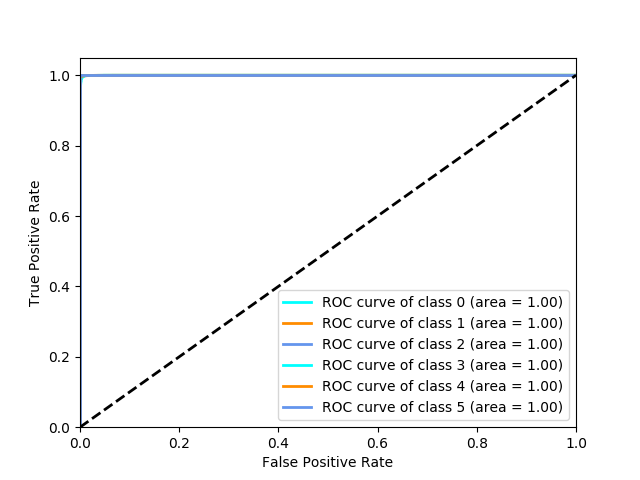 1.0
0.8
0.6
0.4
0.2
0.0
True Positive Rate
ROC curve of class 0 (area = 1.00)
ROC curve of class 1 (area = 1.00)
ROC curve of class 2 (area = 1.00)
ROC curve of class 3 (area = 1.00)
ROC curve of class 4 (area = 1.00)
ROC curve of class 5 (area = 1.00)
0.0 0.2 0.4 0.6 0.8 1.0
False Positive Rate